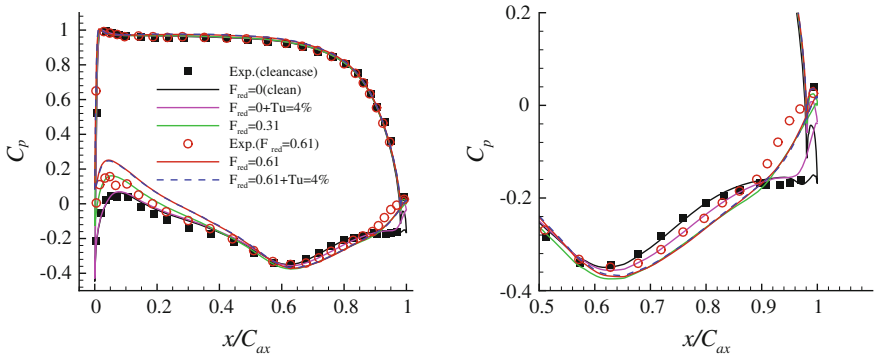 1
0.8
0.6
0.4
0.2
0
-0.2
-0.4
C_p
Exp.(cleancase)
F_red=0(clean)
F_red=0+Tu=4%
F_red=0.31
Exp.(F_red=0.61)
F_red=0.61
F_red=0.61+Tu=4%
0 0.2 0.4 0.6 0.8 1
x/C_ax
0.2
0
-0.2
-0.4
C_p
0.5 0.6 0.7 0.8 0.9 1
x/C_ax